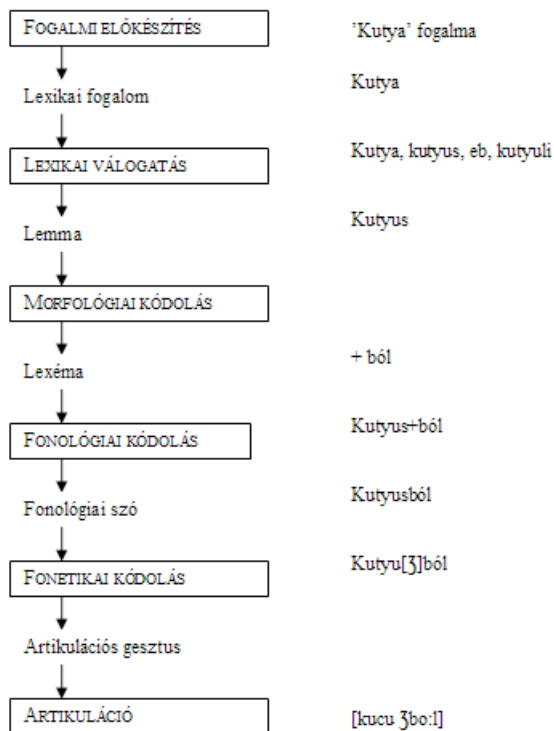 FOGALMI ELŐKÉSZÍTÉS 'Kutya' fogalma
Lexikai fogalom Kutya
LEXIKAI VÁLOGATÁS Kutya, kutyus, eb, kutyuli
Lemma Kutyus
MORFOLÓGIAI KÓDOLÁS
Lexéma + ból
FONOLÓGIAI KÓDOLÁS Kutyus+ból
Fonológiai szó Kutyusból
FONETIKAI KÓDOLÁS Kutyu[ʒ]ból
Artikulációs gesztus
ARTIKULÁCIÓ [kucu ʒbo:l]